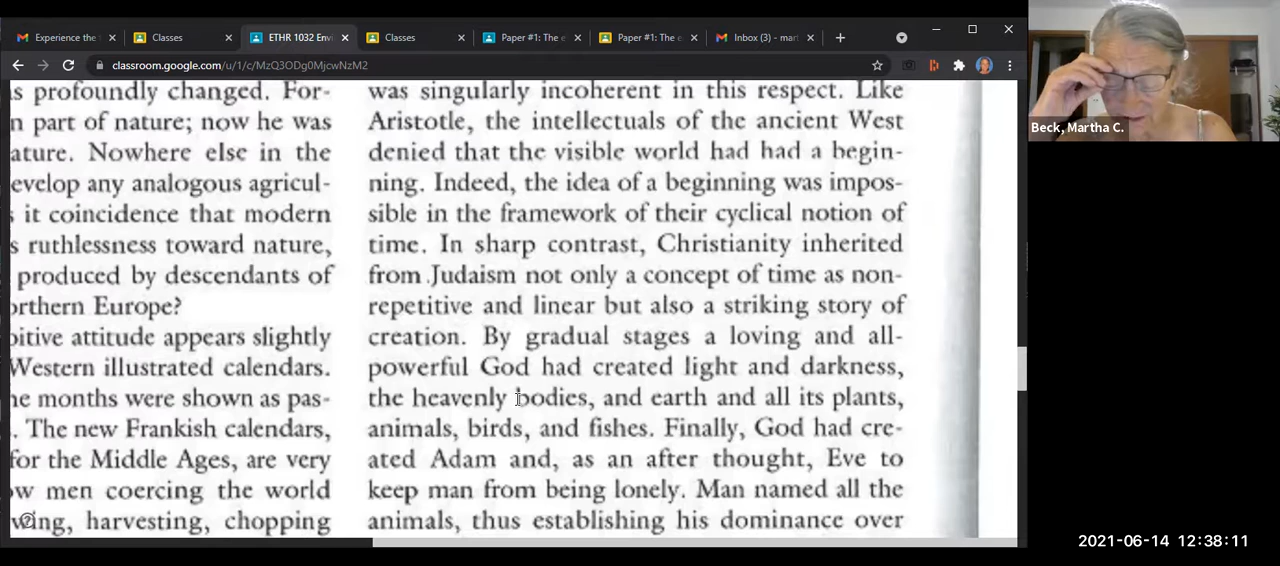 Experience the
Classes
ETHR 1032 Envi
Classes
Paper #1: The e
Paper #1: The e
Inbox (3) - mart
classroom.google.com/u/1/c/MzQ3ODg0MjcwNzM2
s profoundly changed. For-
n part of nature; now he was
ature. Nowhere else in the
evelop any analogous agricul-
it coincidence that modern
s ruthlessness toward nature,
produced by descendants of
orthern Europe?
oitive attitude appears slightly
Western illustrated calendars.
e months were shown as pas-
. The new Frankish calendars,
for the Middle Ages, are very
w men coercing the world
wing, harvesting, chopping
was singularly incoherent in this respect. Like
Aristotle, the intellectuals of the ancient West
denied that the visible world had had a begin-
ning. Indeed, the idea of a beginning was impos-
sible in the framework of their cyclical notion of
time. In sharp contrast, Christianity inherited
from Judaism not only a concept of time as non-
repetitive and linear but also a striking story of
creation. By gradual stages a loving and all-
powerful God had created light and darkness,
the heavenly bodies, and earth and all its plants,
animals, birds, and fishes. Finally, God had cre-
ated Adam and, as an after thought, Eve to
keep man from being lonely. Man named all the
animals, thus establishing his dominance over
Beck, Martha C.
2021-06-14 12:38:11